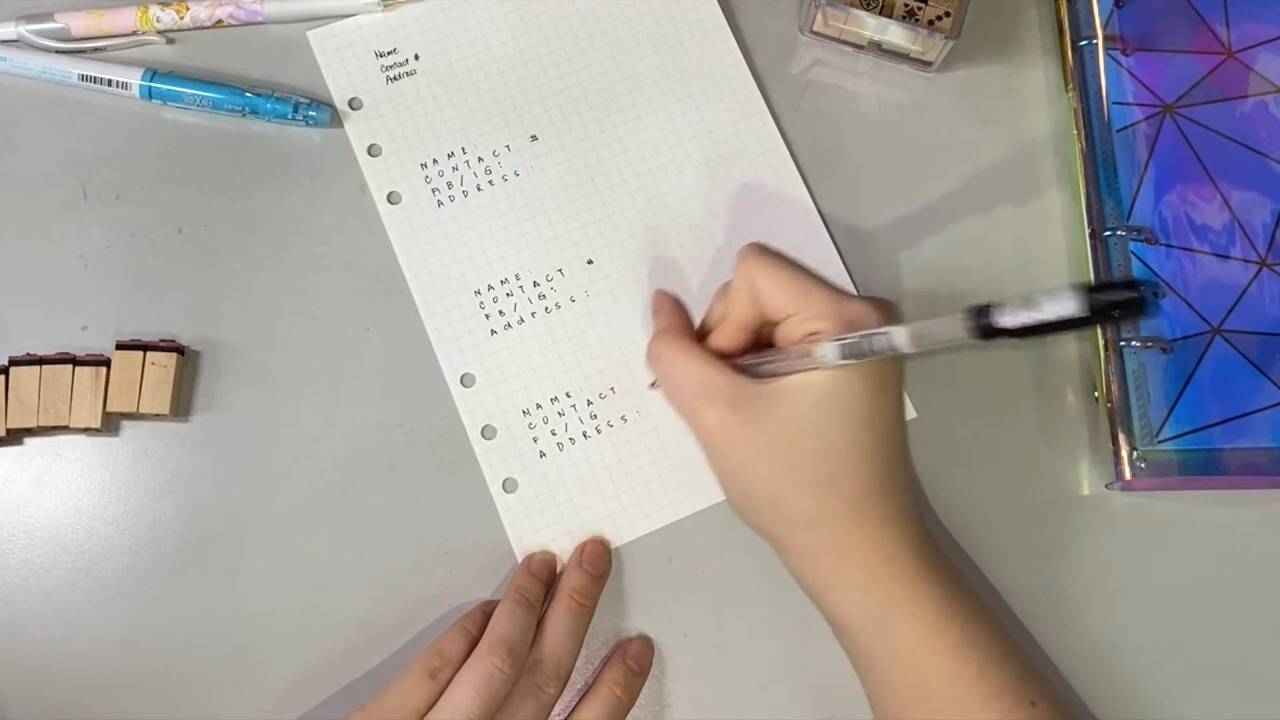 Name
Contact #
Address
NAME:
CONTACT #
FB/IG:
ADDRESS:
NAME:
CONTACT #
FB/IG:
Address:
NAME:
CONTACT
FB/IG
ADDRESS: